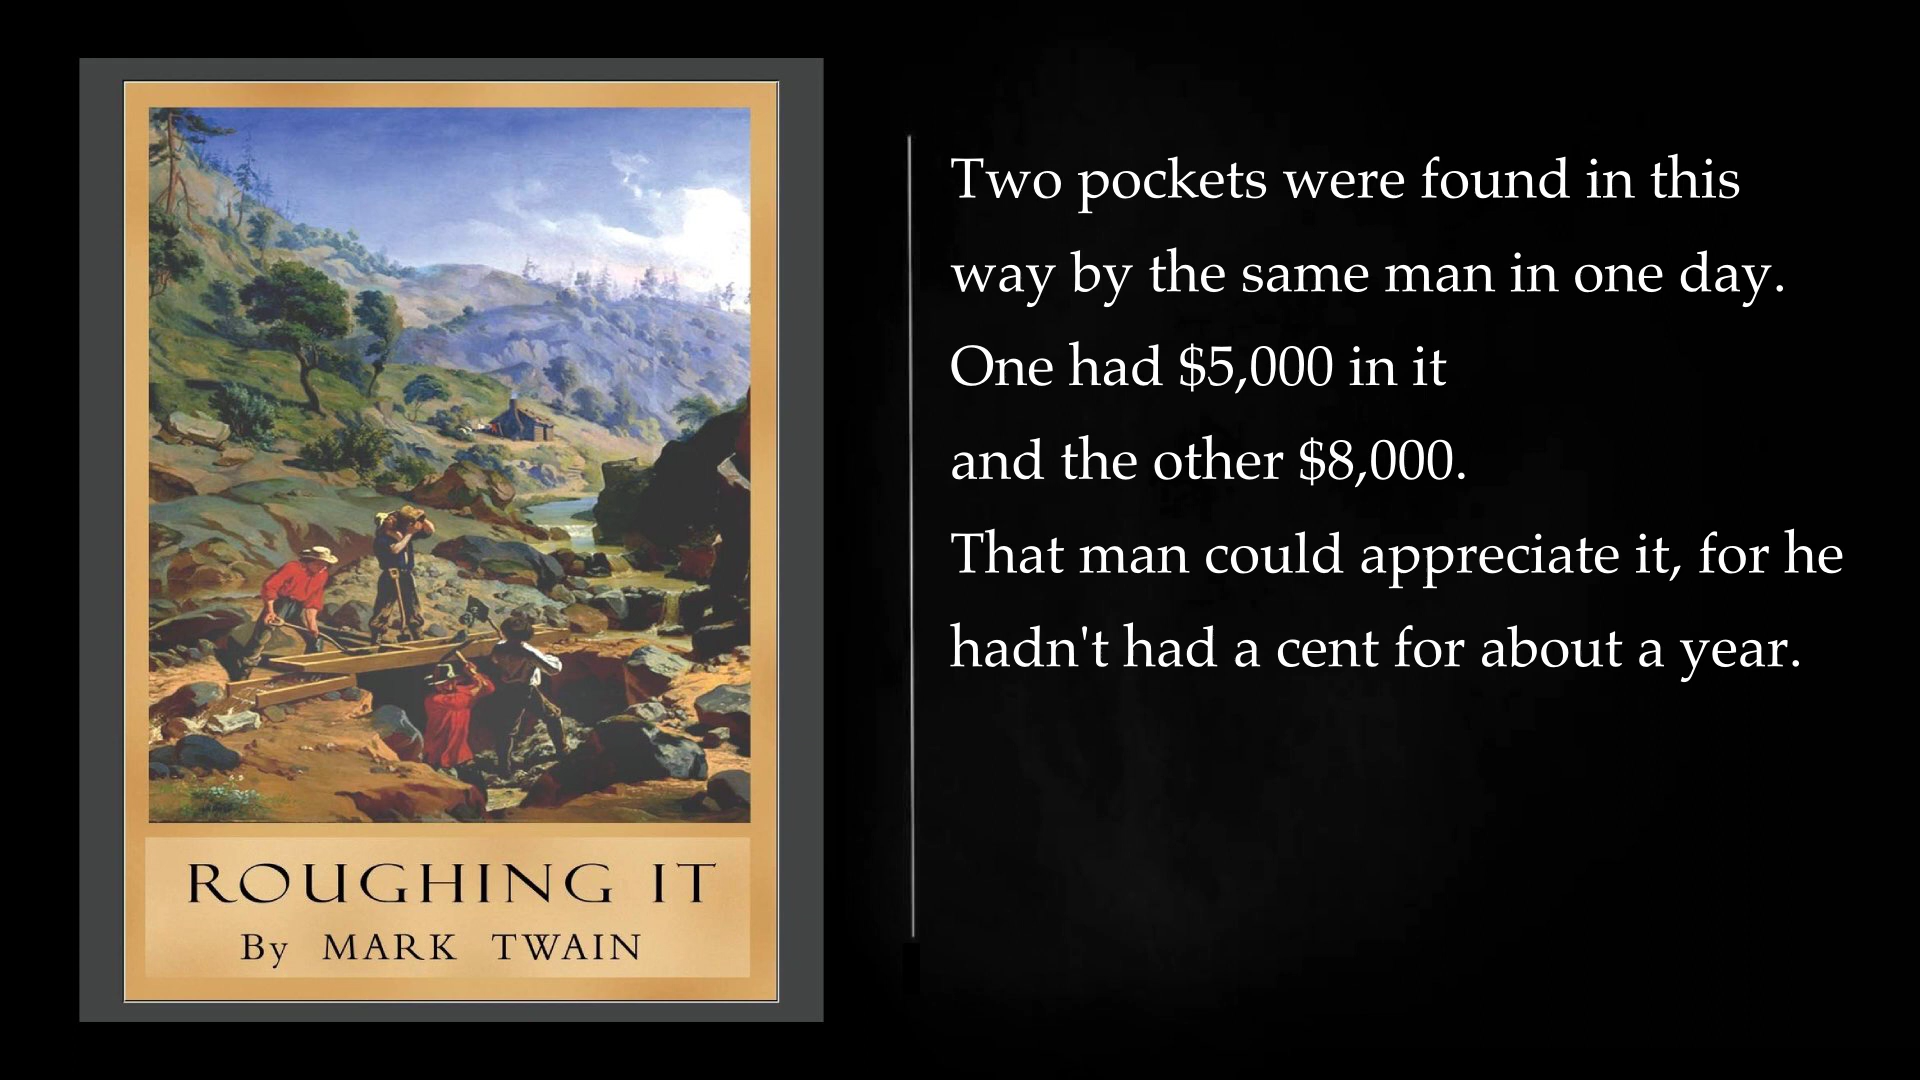 ROUGHING IT
By MARK TWAIN
Two pockets were found in this
way by the same man in one day.
One had $5,000 in it
and the other $8,000.
That man could appreciate it, for he
hadn't had a cent for about a year.